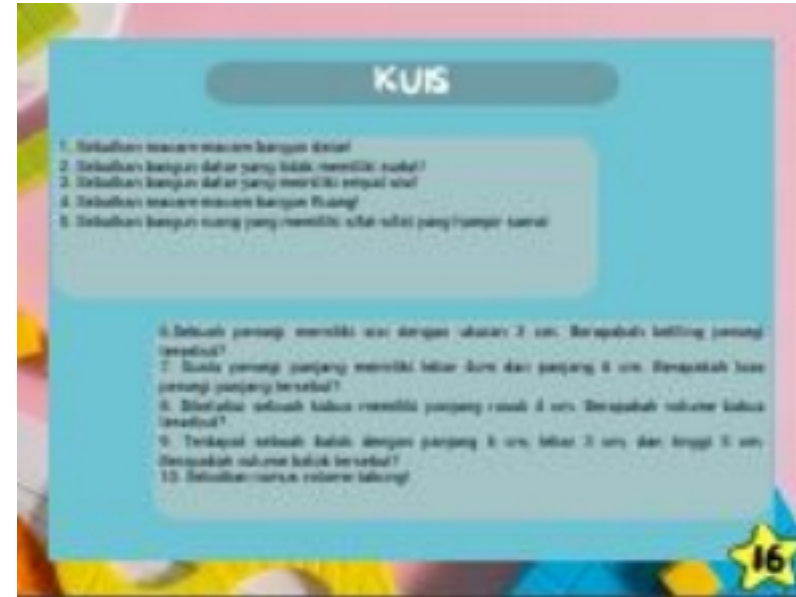 KUIS
1. Sebutkan macam-macam bangun datar!
2. Sebutkan bangun datar yang tidak memiliki sudut!
3. Sebutkan bangun datar yang memiliki empat sisi!
4. Sebutkan macam-macam bangun Ruang!
5. Sebutkan bangun ruang yang memiliki sifat-sifat yang hampir sama!
6.Sebuah persegi memiliki sisi dengan ukuran cm. Berapakah keliling persegi
tersebut?
7. Suatu persegi panjang memiliki lebar dan panjang 6 cm. Berapakah luas
persegi panjang tersebut?
8. Diketahui sebuah kubus memiliki panjang rusuk 4 cm. Berapakah volume kubus
tersebut?
9. Terdapat sebuah balok dengan panjang cm, lebar 3 cm, dan tinggi 5 cm.
Berapakah volume balok tersebut?
10. Sebutkan rumus volume tabung!
16